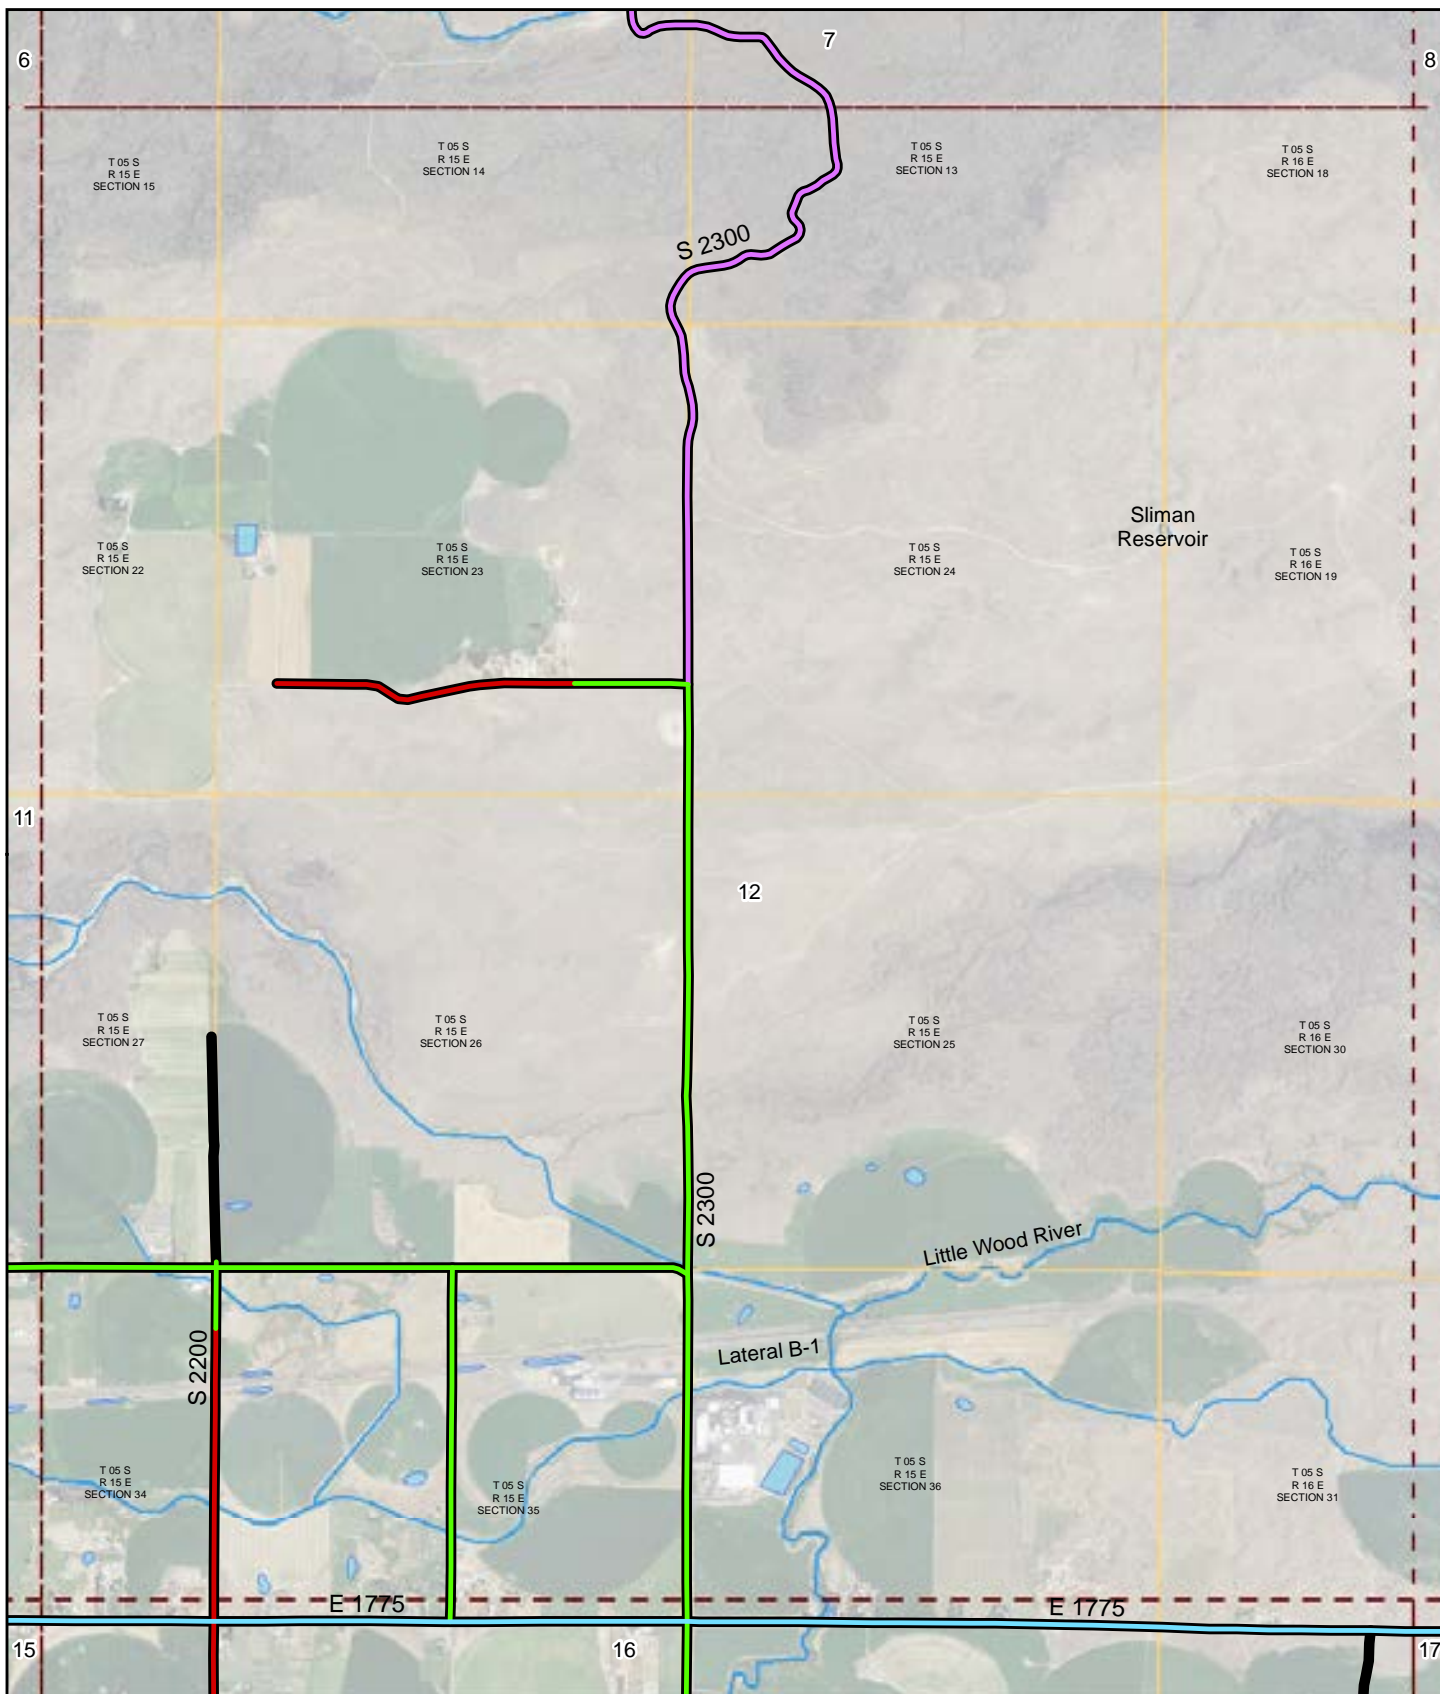 7
6
8
T 05 S
R 15 E
SECTION 15
T 05 S
R 15 E
SECTION 14
T 05 S
R 15 E
SECTION 13
T 05 S
R 16 E
SECTION 18
S 2300
Sliman
Reservoir
T 05 S
R 15 E
SECTION 22
T 05 S
R 15 E
SECTION 23
T 05 S
R 15 E
SECTION 24
T 05 S
R 16 E
SECTION 19
11
12
T 05 S
R 15 E
SECTION 27
T 05 S
R 15 E
SECTION 26
T 05 S
R 15 E
SECTION 25
T 05 S
R 16 E
SECTION 30
S 2300
Little Wood River
S 2200
Lateral B-1
T 05 S
R 15 E
SECTION 34
T 05 S
R 15 E
SECTION 35
T 05 S
R 15 E
SECTION 36
T 05 S
R 16 E
SECTION 31
E 1775
E 1775
15
16
17